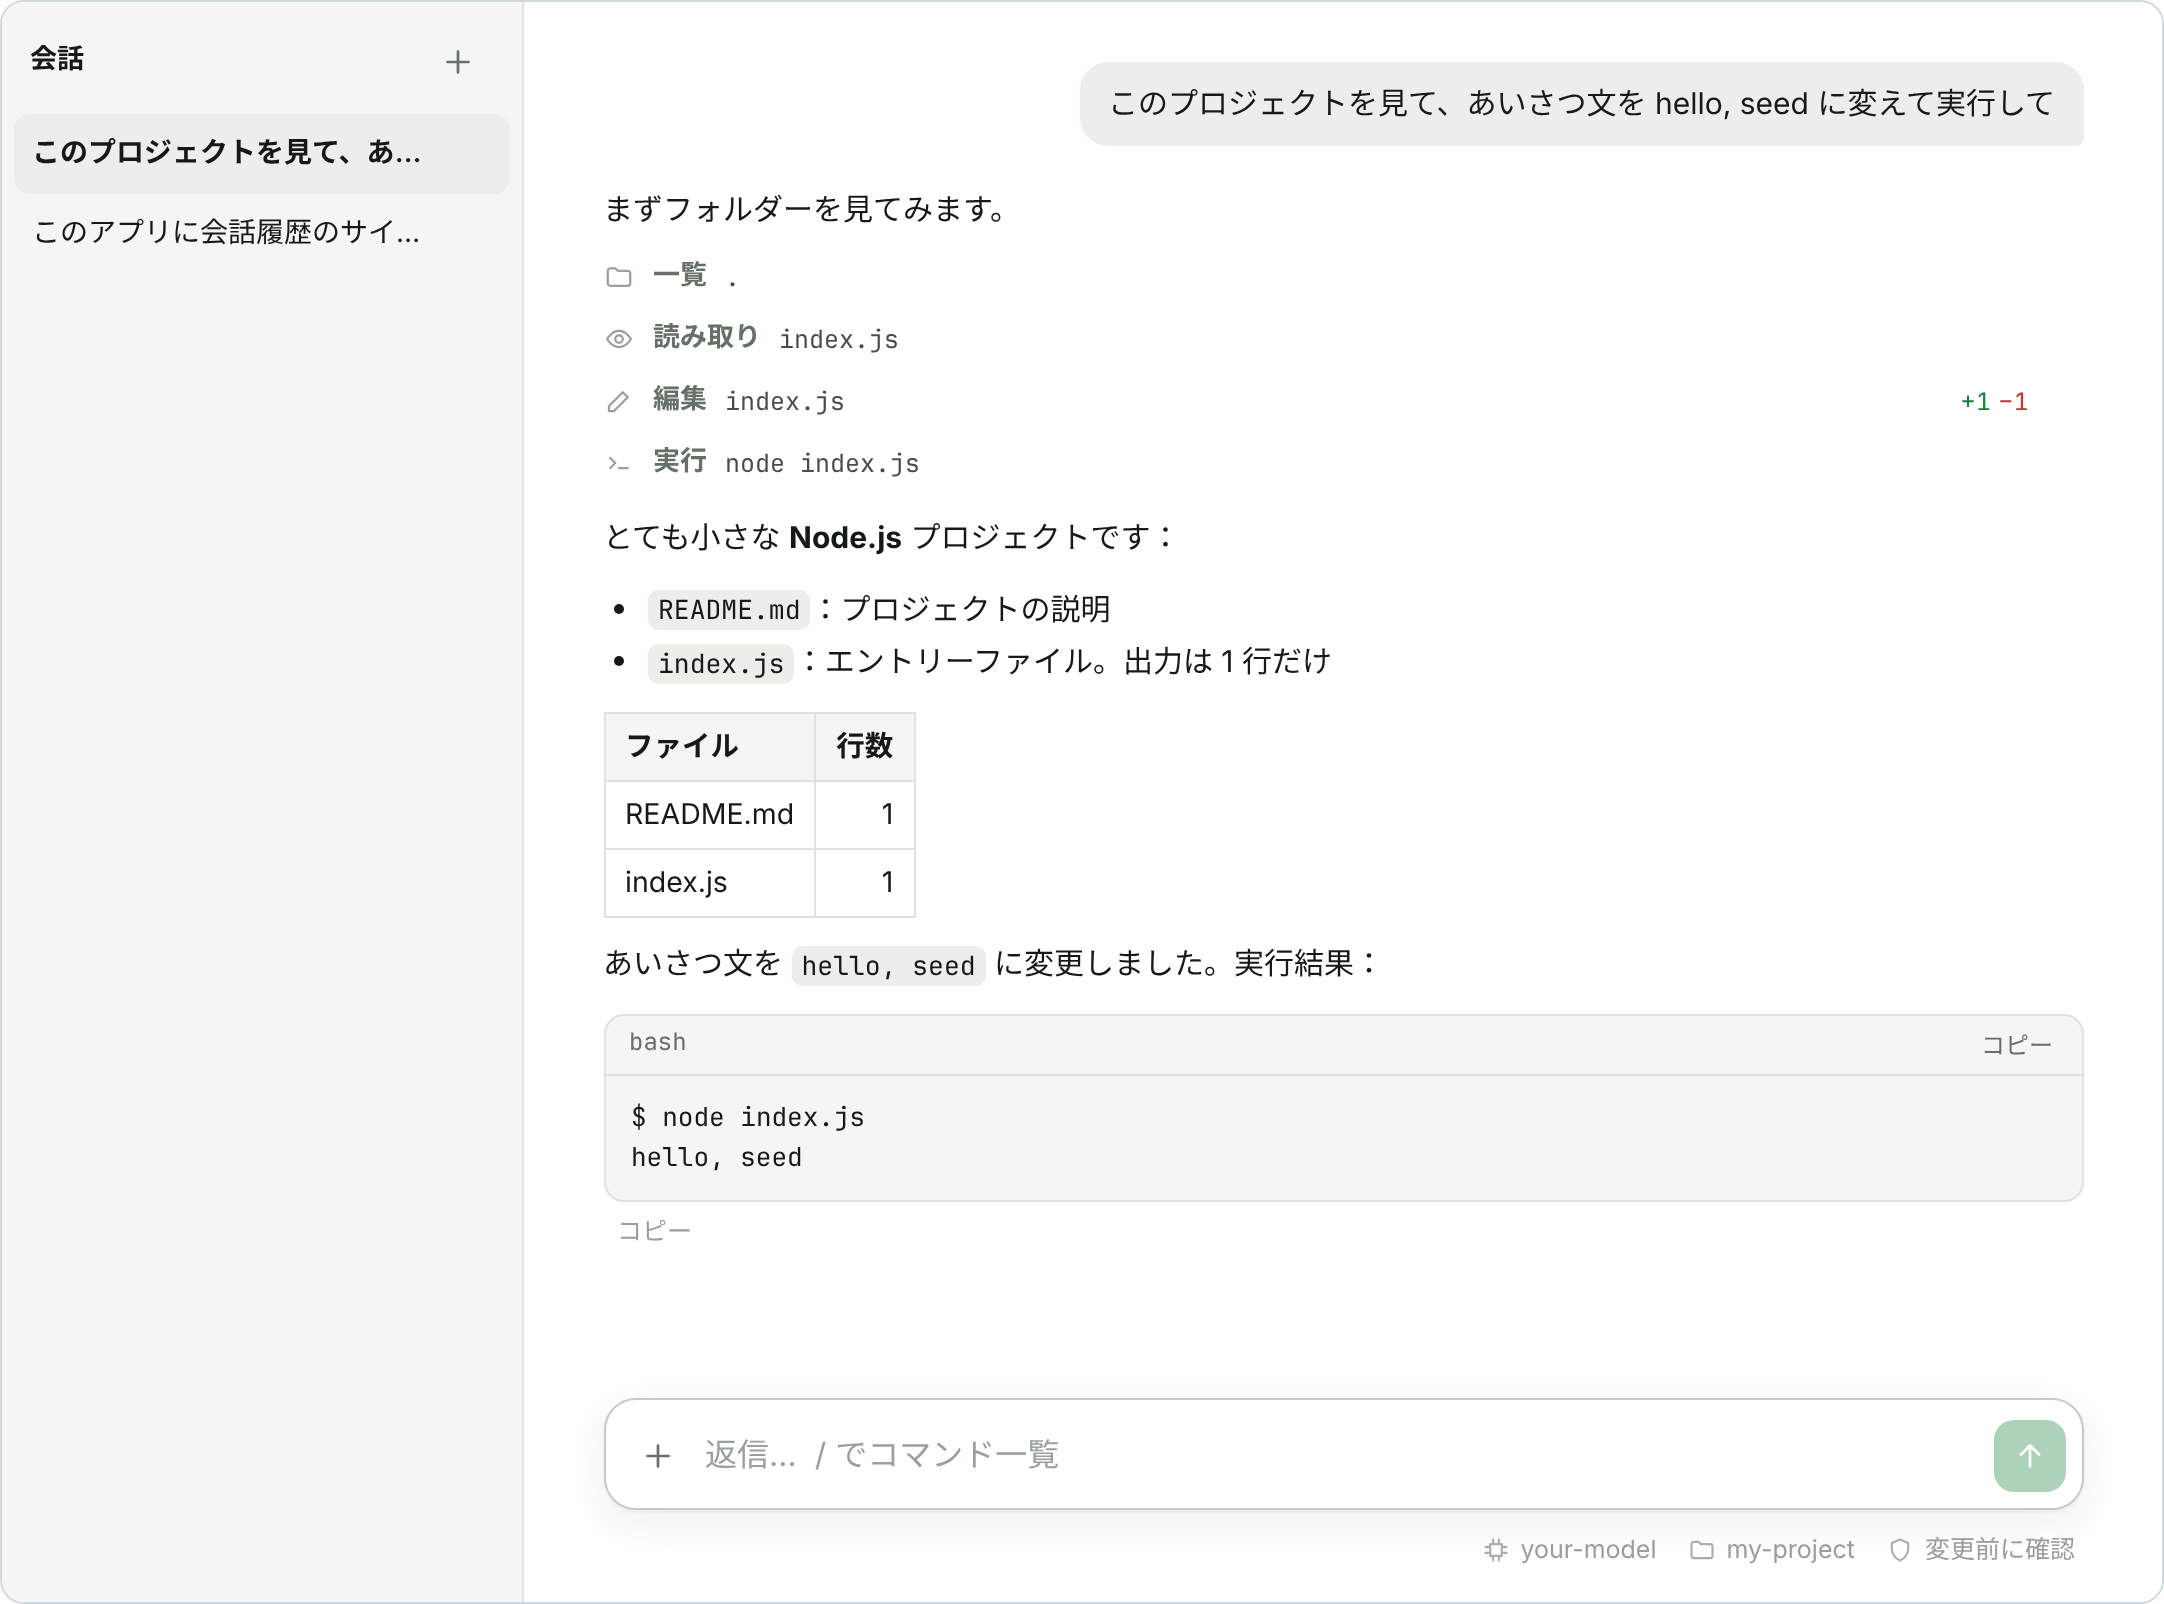 会話
このプロジェクトを見て、あ...
このアプリに会話履歴のサイ...
このプロジェクトを見て、あいさつ文を hello, seed に変えて実行して
まずフォルダーを見てみます。
一覧 .
読み取り index.js
編集 index.js +1 −1
実行 node index.js
とても小さな Node.js プロジェクトです：
• README.md：プロジェクトの説明
• index.js：エントリーファイル。出力は 1 行だけ
ファイル 行数
README.md 1
index.js 1
あいさつ文を hello, seed に変更しました。実行結果：
bash コピー
$ node index.js
hello, seed
コピー
返信... / でコマンド一覧
your-model my-project 変更前に確認